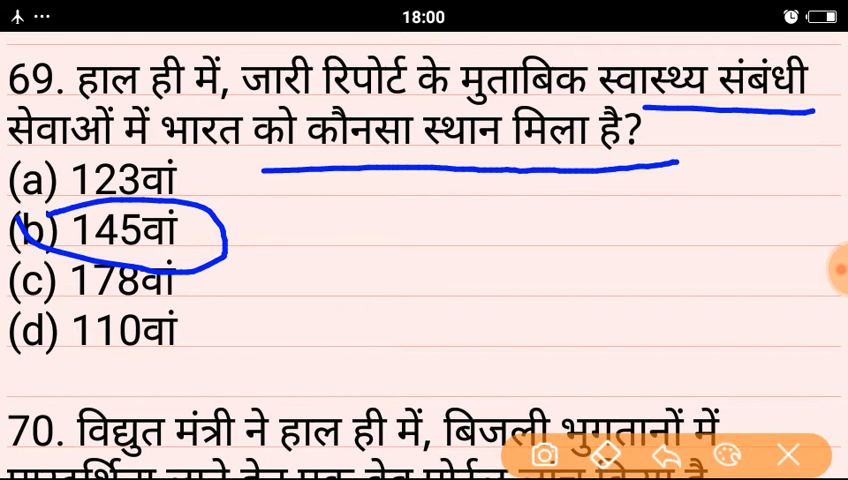 18:00
69. हाल ही में, जारी रिपोर्ट के मुताबिक स्वास्थ्य संबंधी
सेवाओं में भारत को कौनसा स्थान मिला है?
(a) 123वां
(b) 145वां
(c) 178वां
(d) 110वां
70. विद्युत मंत्री ने हाल ही में, बिजली भुगतानों में